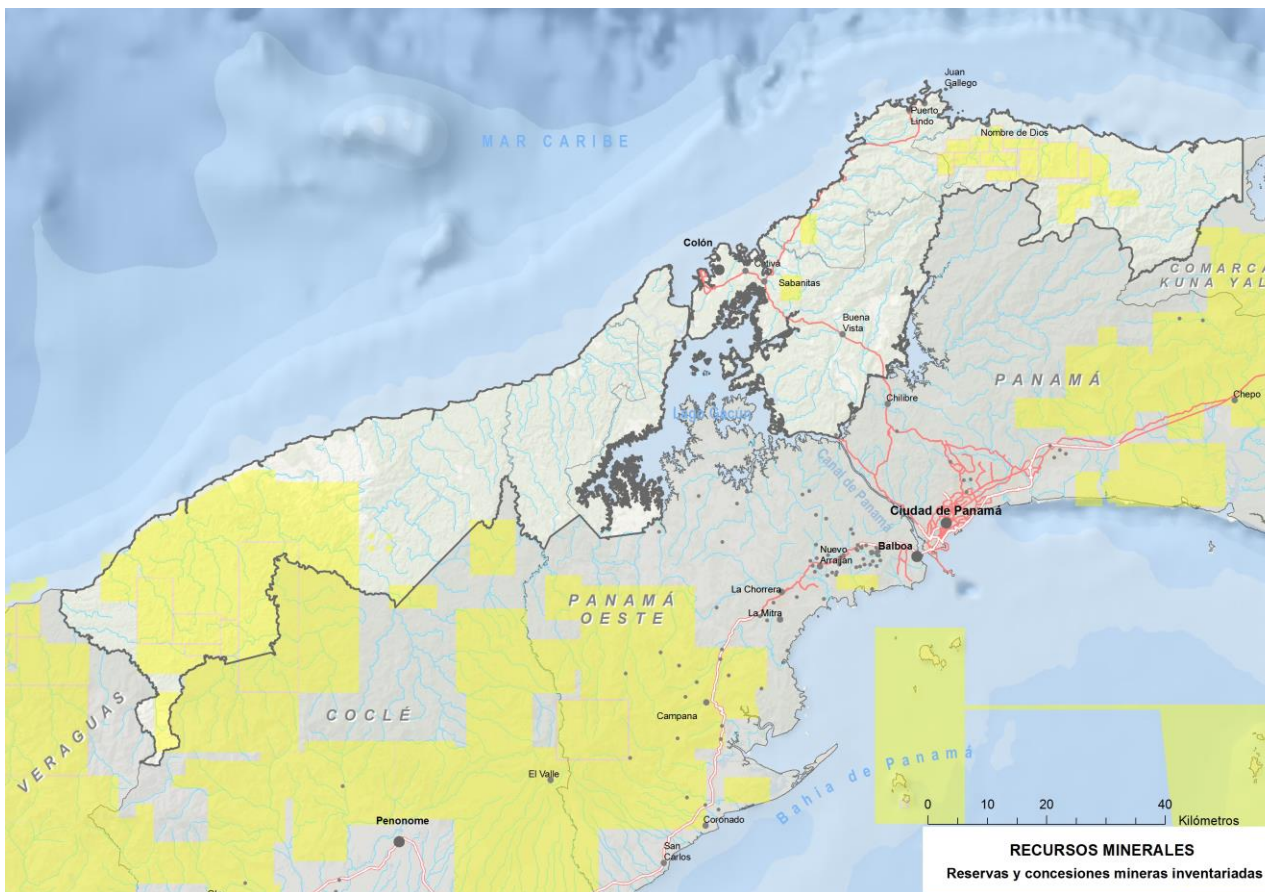 Juan
Gallego
Puerto
Lindo
MAR CARIBE
Nombre de Dios
Colón
Cativá
Sabanitas
COMARCA
KUNA YAL
Buena
Vista
PANAMÁ
Chepo
Chilibre
Lago Gatún
Canal de Panamá
Ciudad de Panamá
Balboa
Nuevo
Arraijan
La Chorrera
PANAMÁ
OESTE
La Mitra
VERAGUAS
COCLÉ
Campana
Bahía de Panamá
El Valle
Penonome
Coronado
San
Carlos
0 10 20 40
Kilómetros
RECURSOS MINERALES
Reservas y concesiones mineras inventariadas